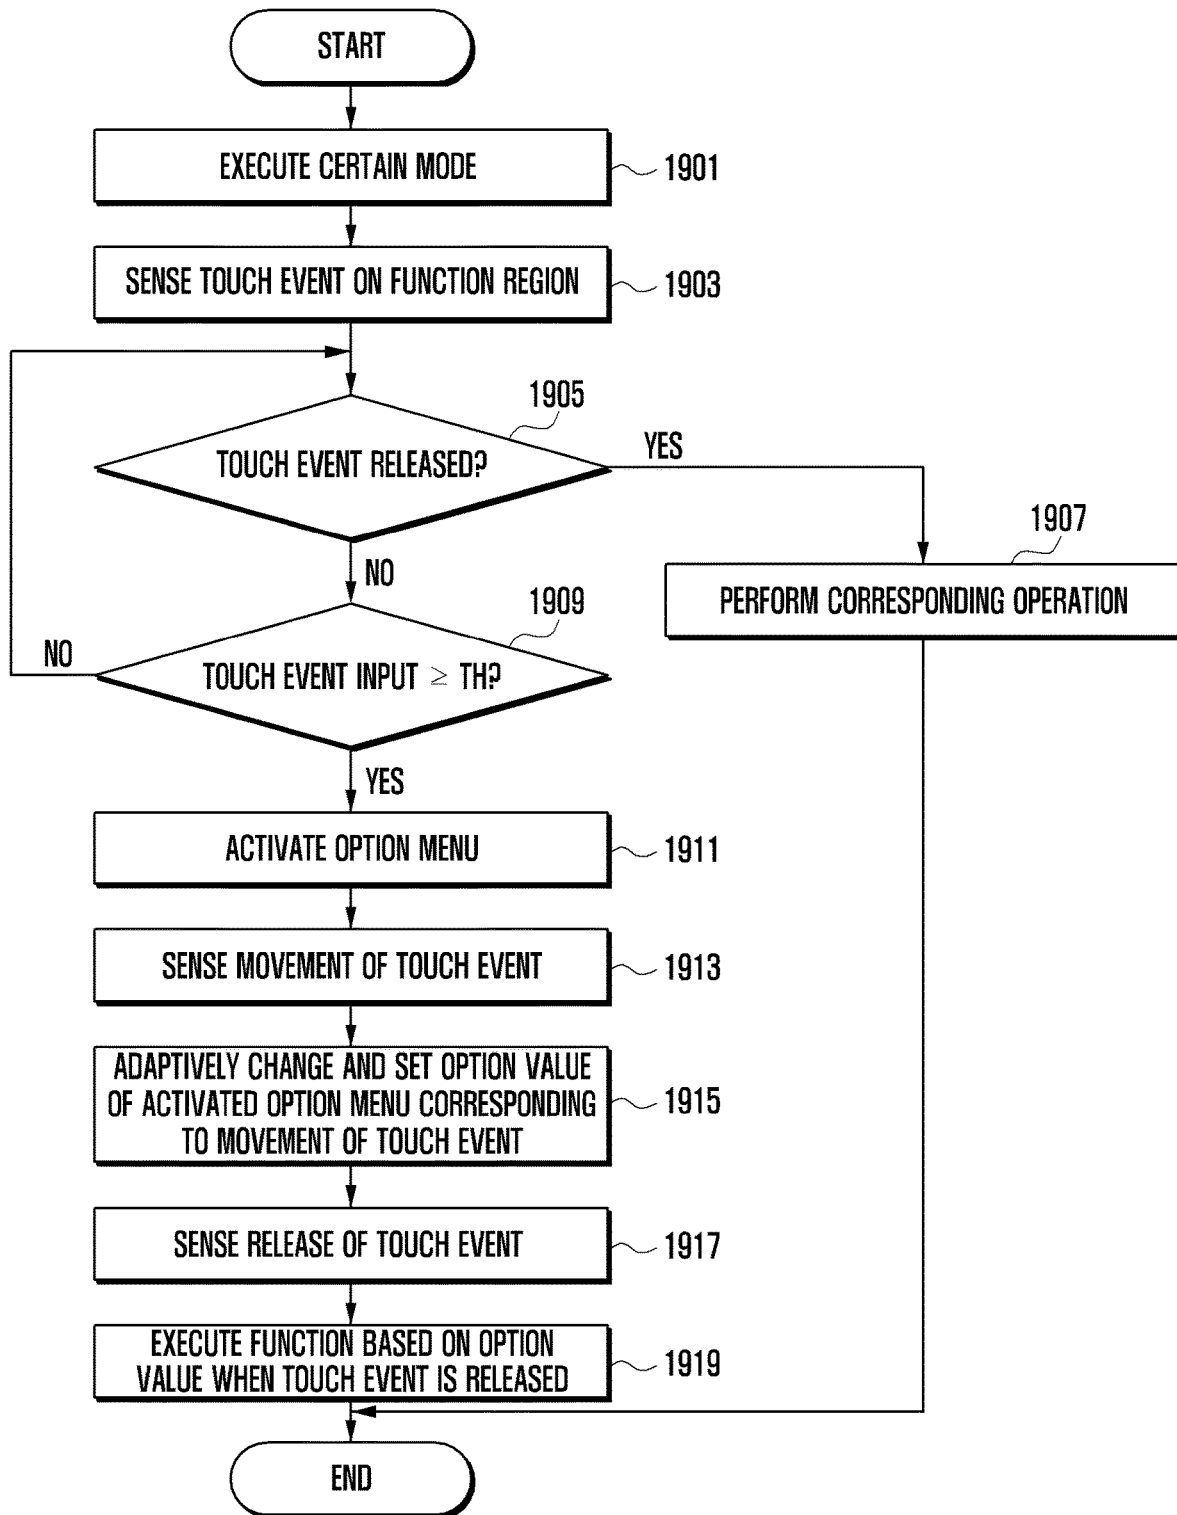 START
EXECUTE CERTAIN MODE
1901
SENSE TOUCH EVENT ON FUNCTION REGION
1903
1905
TOUCH EVENT RELEASED?
YES
1907
PERFORM CORRESPONDING OPERATION
NO
1909
NO
TOUCH EVENT INPUT ≥ TH?
YES
ACTIVATE OPTION MENU
1911
SENSE MOVEMENT OF TOUCH EVENT
1913
ADAPTIVELY CHANGE AND SET OPTION VALUE
OF ACTIVATED OPTION MENU CORRESPONDING
TO MOVEMENT OF TOUCH EVENT
1915
SENSE RELEASE OF TOUCH EVENT
1917
EXECUTE FUNCTION BASED ON OPTION
VALUE WHEN TOUCH EVENT IS RELEASED
1919
END